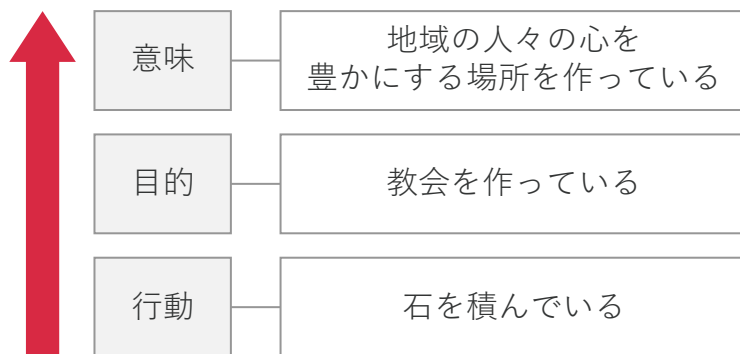 意味
地域の人々の心を
豊かにする場所を作っている
目的
教会を作っている
行動
石を積んでいる